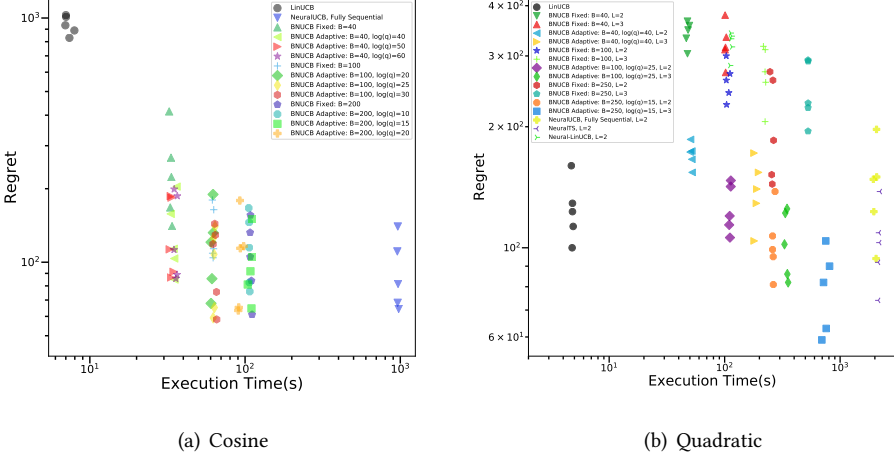 LinUCB
NeuralUCB, Fully Sequential
BNUCB Fixed: B=40
BNUCB Adaptive: B=40, log(q)=40
BNUCB Adaptive: B=40, log(q)=50
BNUCB Adaptive: B=40, log(q)=60
BNUCB Fixed: B=100
BNUCB Adaptive: B=100, log(q)=20
BNUCB Adaptive: B=100, log(q)=25
BNUCB Adaptive: B=100, log(q)=30
BNUCB Fixed: B=200
BNUCB Adaptive: B=200, log(q)=10
BNUCB Adaptive: B=200, log(q)=15
BNUCB Adaptive: B=200, log(q)=20
10³
10²
Regret
10¹ 10² 10³
Execution Time(s)
(a) Cosine
LinUCB
BNUCB Fixed: B=40, L=2
BNUCB Fixed: B=40, L=3
BNUCB Adaptive: B=40, log(q)=40, L=2
BNUCB Adaptive: B=40, log(q)=40, L=3
BNUCB Fixed: B=100, L=2
BNUCB Fixed: B=100, L=3
BNUCB Adaptive: B=100, log(q)=25, L=2
BNUCB Adaptive: B=100, log(q)=25, L=3
BNUCB Fixed: B=250, L=2
BNUCB Fixed: B=250, L=3
BNUCB Adaptive: B=250, log(q)=15, L=2
BNUCB Adaptive: B=250, log(q)=15, L=3
NeuralUCB, Fully Sequential, L=2
NeuralTS, L=2
Neural-LinUCB, L=2
4 × 10²
3 × 10²
2 × 10²
10²
6 × 10¹
Regret
10¹ 10² 10³
Execution Time(s)
(b) Quadratic